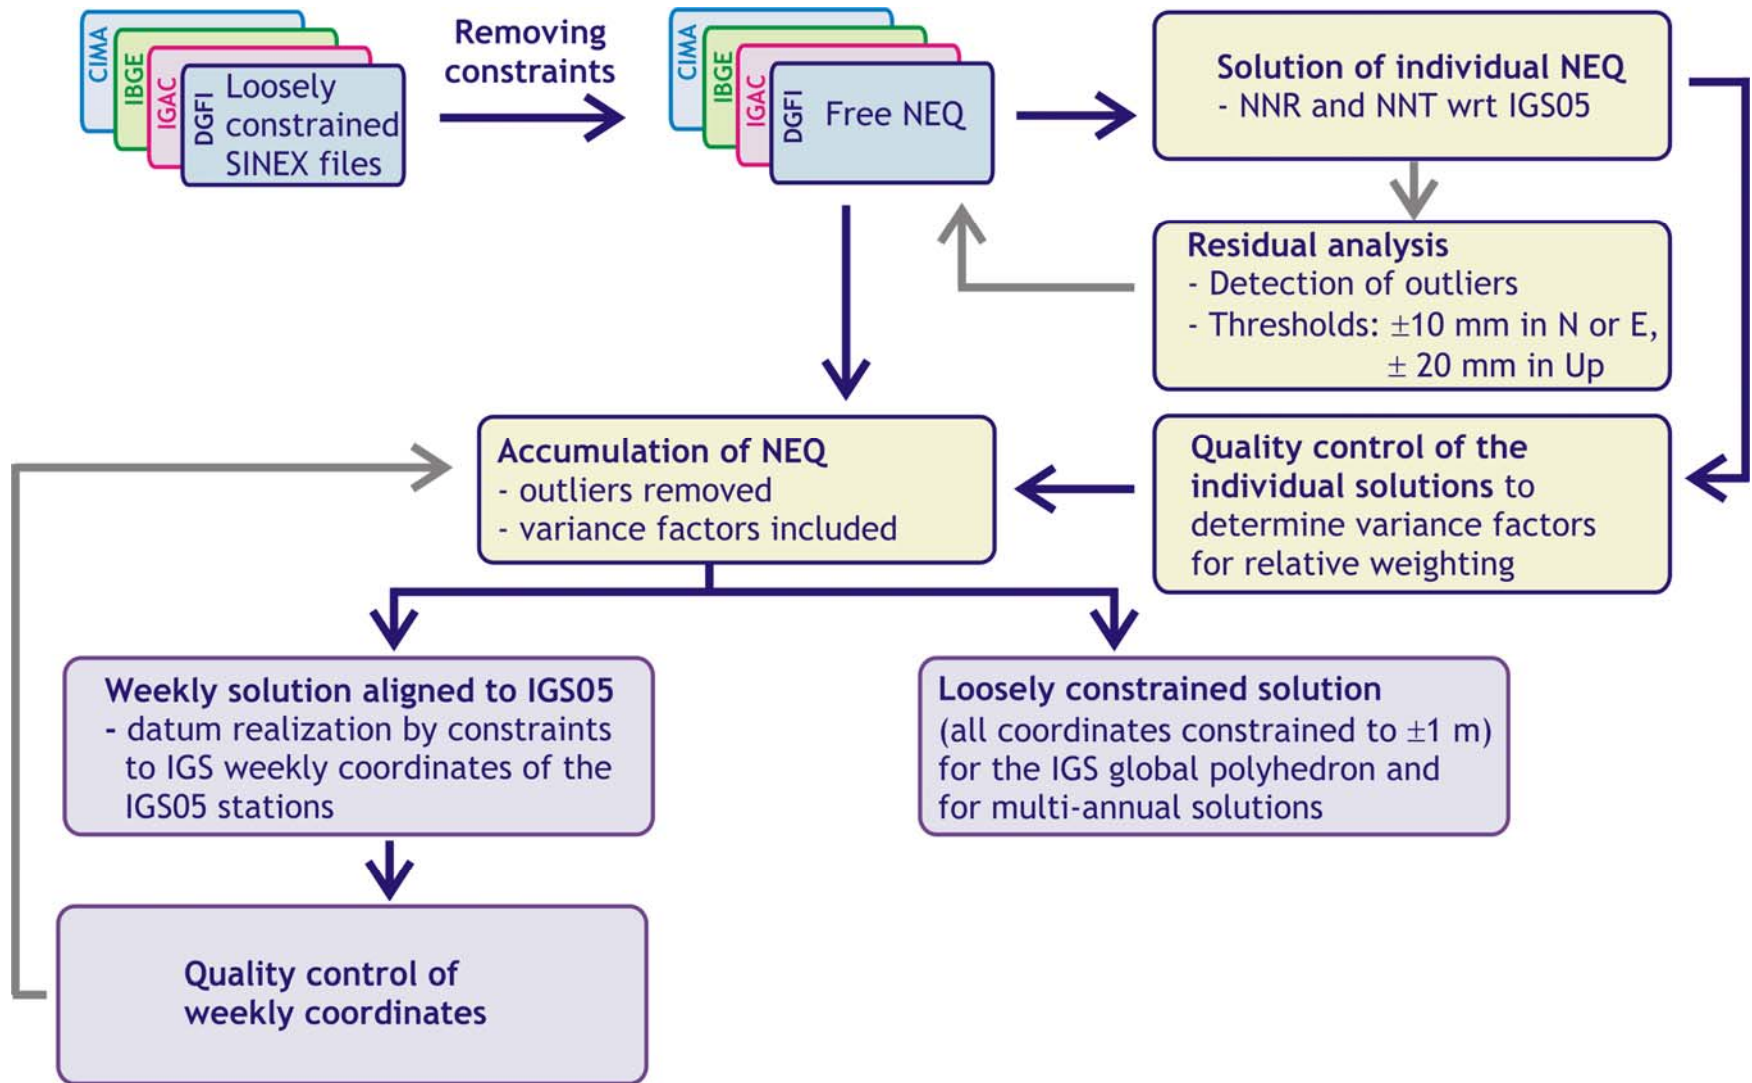 CIMA
IBGE
IGAC
DGFI
Loosely
constrained
SINEX files
Removing
constraints
CIMA
IBGE
IGAC
DGFI
Free NEQ
Solution of individual NEQ
- NNR and NNT wrt IGS05
Residual analysis
- Detection of outliers
- Thresholds: ±10 mm in N or E,
± 20 mm in Up
Accumulation of NEQ
- outliers removed
- variance factors included
Quality control of the
individual solutions to
determine variance factors
for relative weighting
Weekly solution aligned to IGS05
- datum realization by constraints
to IGS weekly coordinates of the
IGS05 stations
Loosely constrained solution
(all coordinates constrained to ±1 m)
for the IGS global polyhedron and
for multi-annual solutions
Quality control of
weekly coordinates